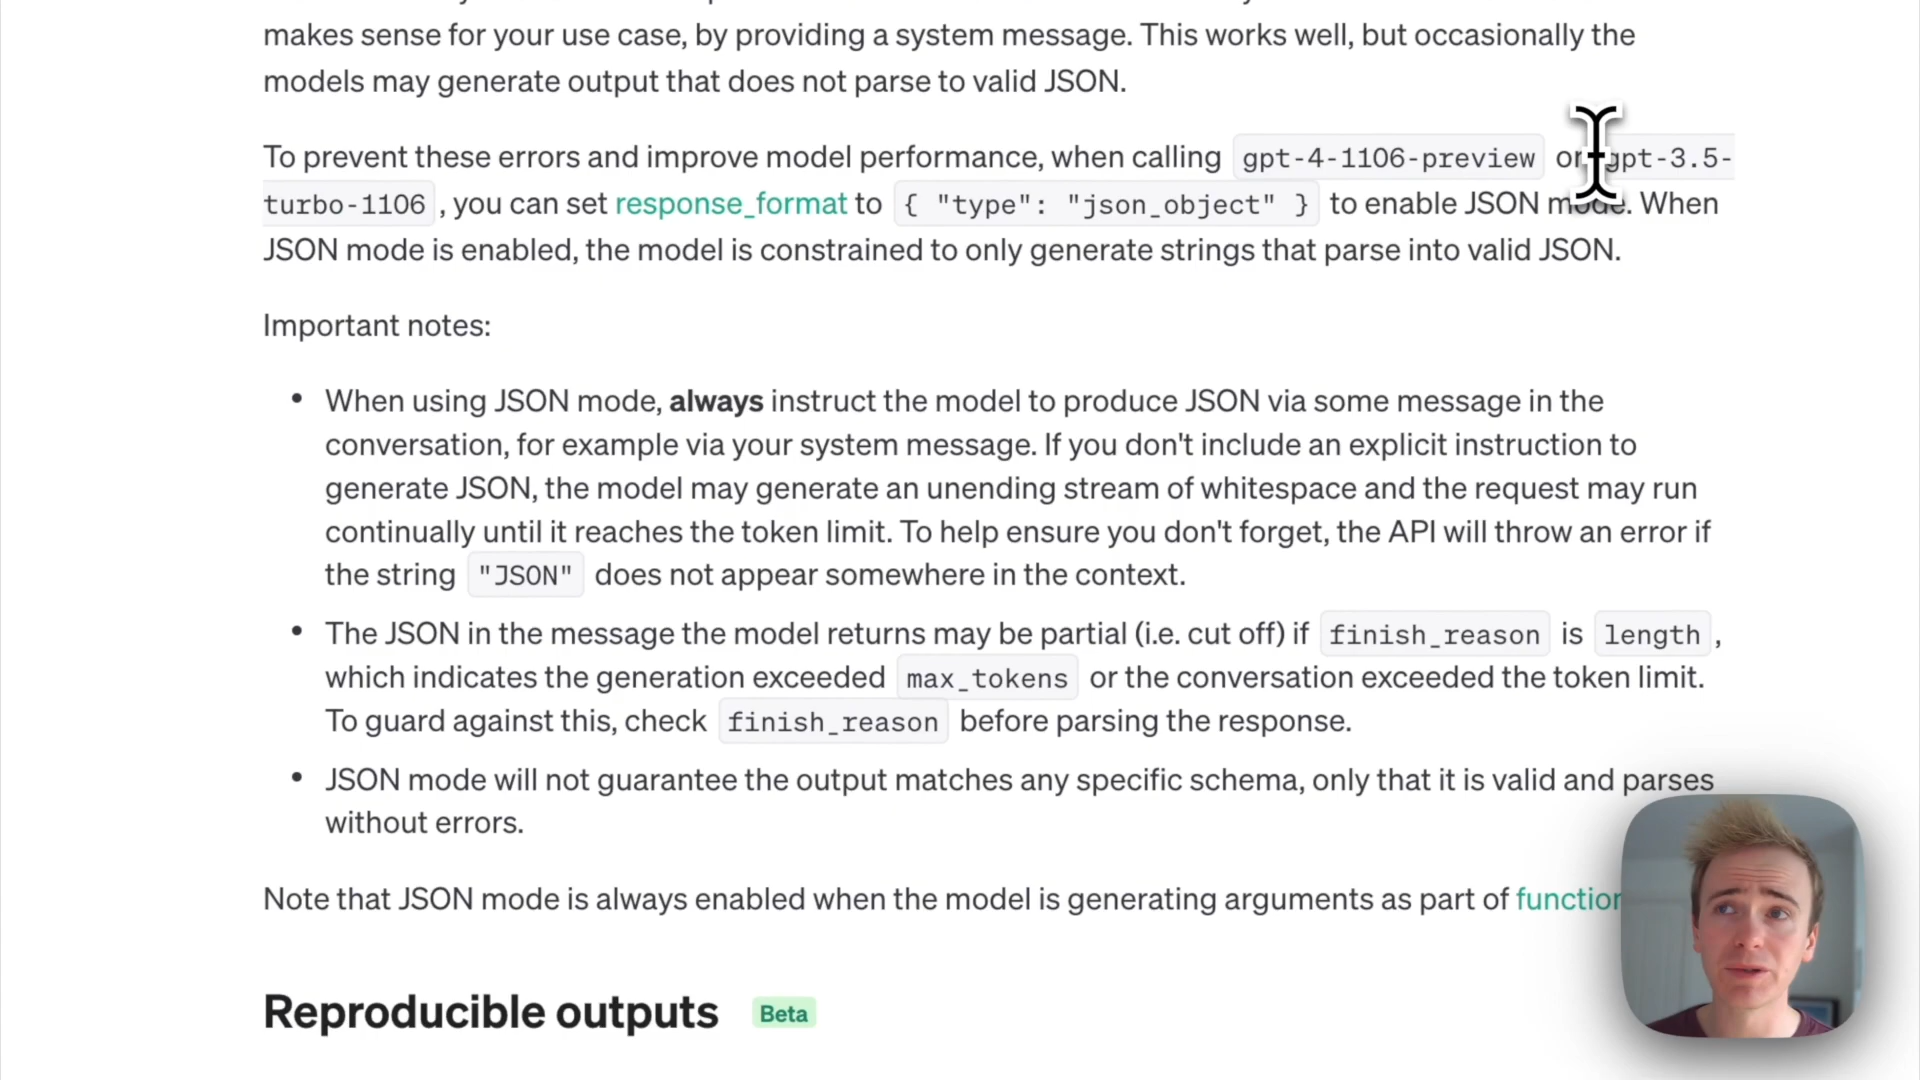 makes sense for your use case, by providing a system message. This works well, but occasionally the
models may generate output that does not parse to valid JSON.
To prevent these errors and improve model performance, when calling gpt-4-1106-preview or gpt-3.5-
turbo-1106 , you can set response_format to { "type": "json_object" } to enable JSON mode. When
JSON mode is enabled, the model is constrained to only generate strings that parse into valid JSON.
Important notes:
• When using JSON mode, always instruct the model to produce JSON via some message in the
conversation, for example via your system message. If you don't include an explicit instruction to
generate JSON, the model may generate an unending stream of whitespace and the request may run
continually until it reaches the token limit. To help ensure you don't forget, the API will throw an error if
the string "JSON" does not appear somewhere in the context.
• The JSON in the message the model returns may be partial (i.e. cut off) if finish_reason is length ,
which indicates the generation exceeded max_tokens or the conversation exceeded the token limit.
To guard against this, check finish_reason before parsing the response.
• JSON mode will not guarantee the output matches any specific schema, only that it is valid and parses
without errors.
Note that JSON mode is always enabled when the model is generating arguments as part of function
Reproducible outputs Beta